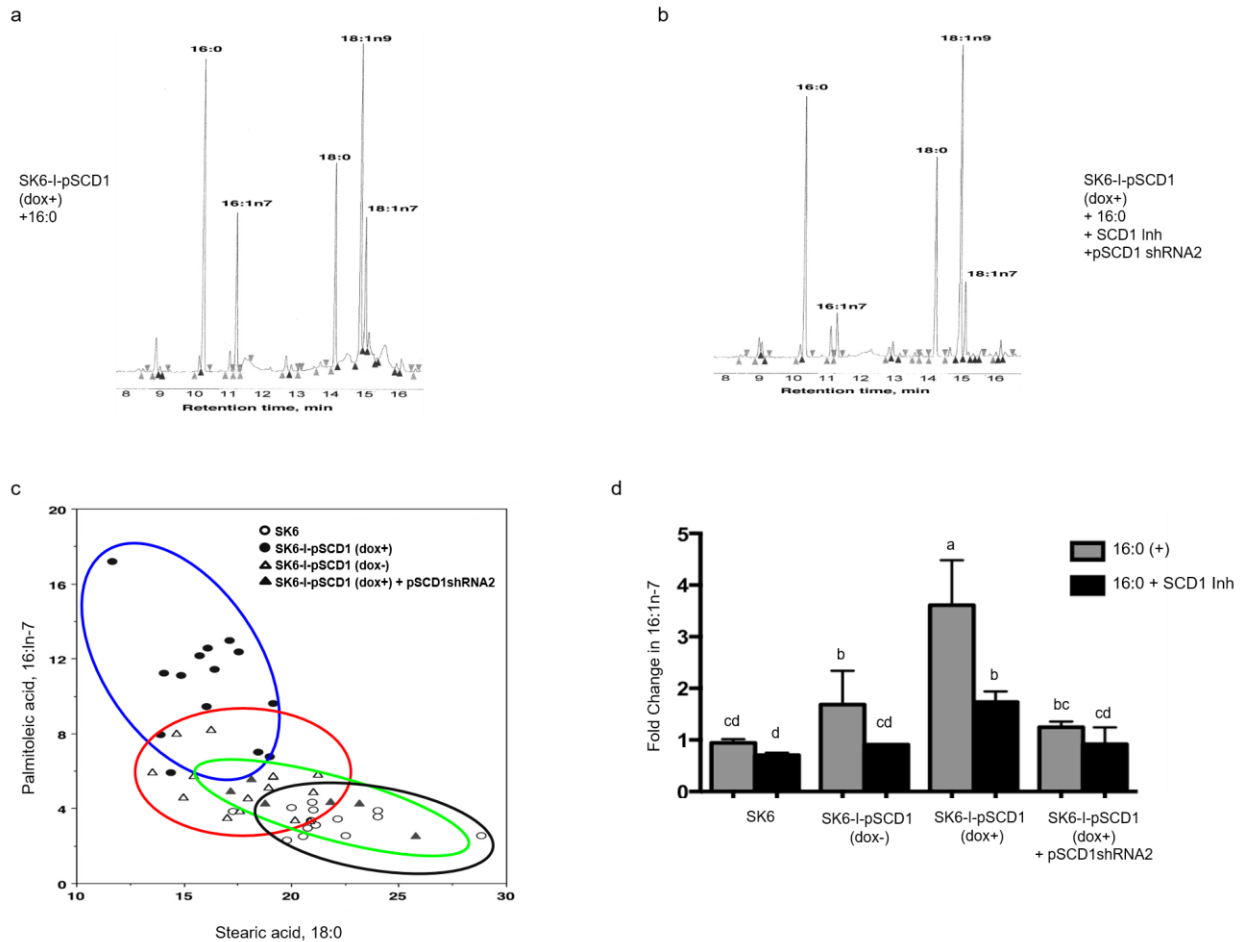 a
16:0
16:1n7
18:0
18:1n9
18:1n7
SK6-I-pSCD1
(dox+)
+16:0
8 9 10 11 12 13 14 15 16
Retention time, min
b
16:0
16:1n7
18:0
18:1n9
18:1n7
SK6-I-pSCD1
(dox+)
+ 16:0
+ SCD1 Inh
+pSCD1 shRNA2
8 9 10 11 12 13 14 15 16
Retention time, min
c
Palmitoleic acid, 16:ln-7
20
16
12
8
4
0
SK6
SK6-I-pSCD1 (dox+)
SK6-I-pSCD1 (dox-)
SK6-I-pSCD1 (dox+) + pSCD1shRNA2
10 15 20 25 30
Stearic acid, 18:0
d
Fold Change in 16:1n-7
5
4
3
2
1
0
cd
d
b
cd
a
b
bc
cd
16:0 (+)
16:0 + SCD1 Inh
SK6
SK6-I-pSCD1
(dox-)
SK6-I-pSCD1
(dox+)
SK6-I-pSCD1
(dox+)
+ pSCD1shRNA2